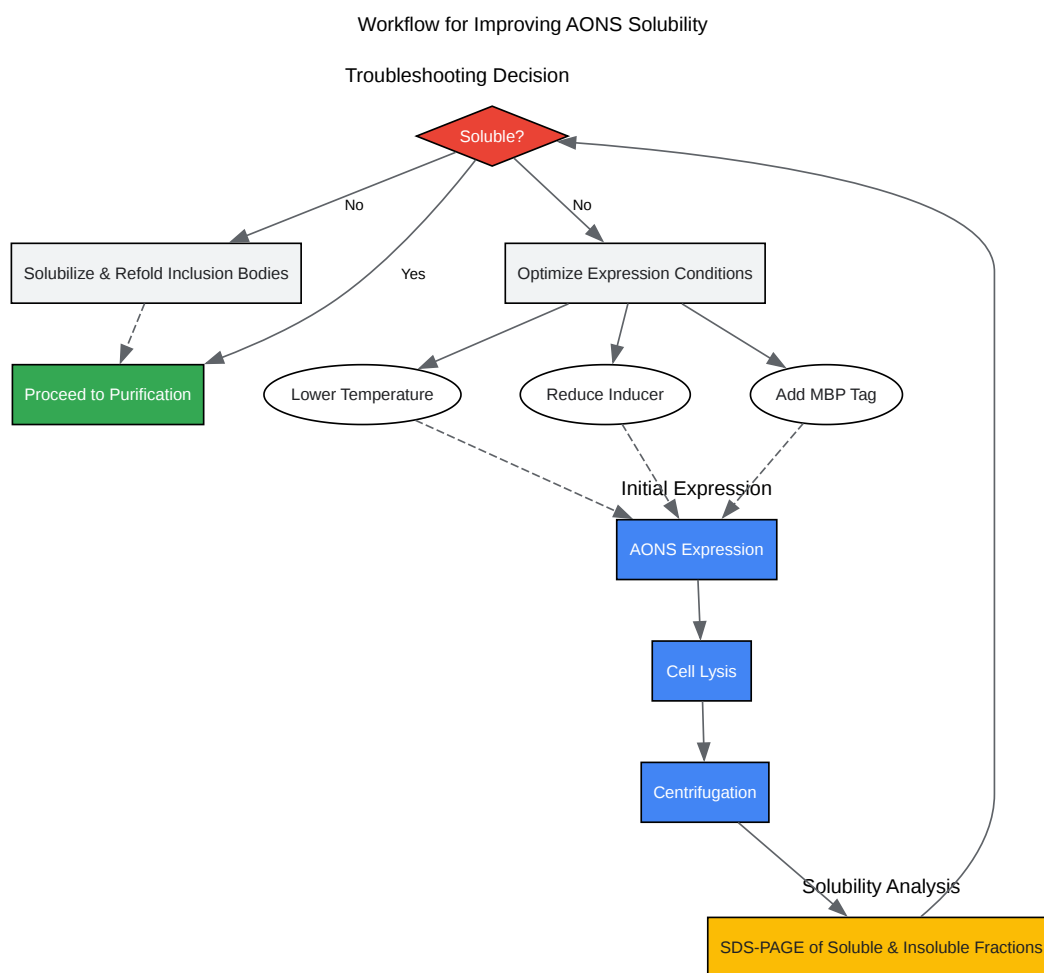 Workflow for Improving AONS Solubility
Troubleshooting Decision
Soluble?
No
No
Solubilize & Refold Inclusion Bodies
Yes
Optimize Expression Conditions
Proceed to Purification
Lower Temperature
Reduce Inducer
Add MBP Tag
Initial Expression
AONS Expression
Cell Lysis
Centrifugation
Solubility Analysis
SDS-PAGE of Soluble & Insoluble Fractions